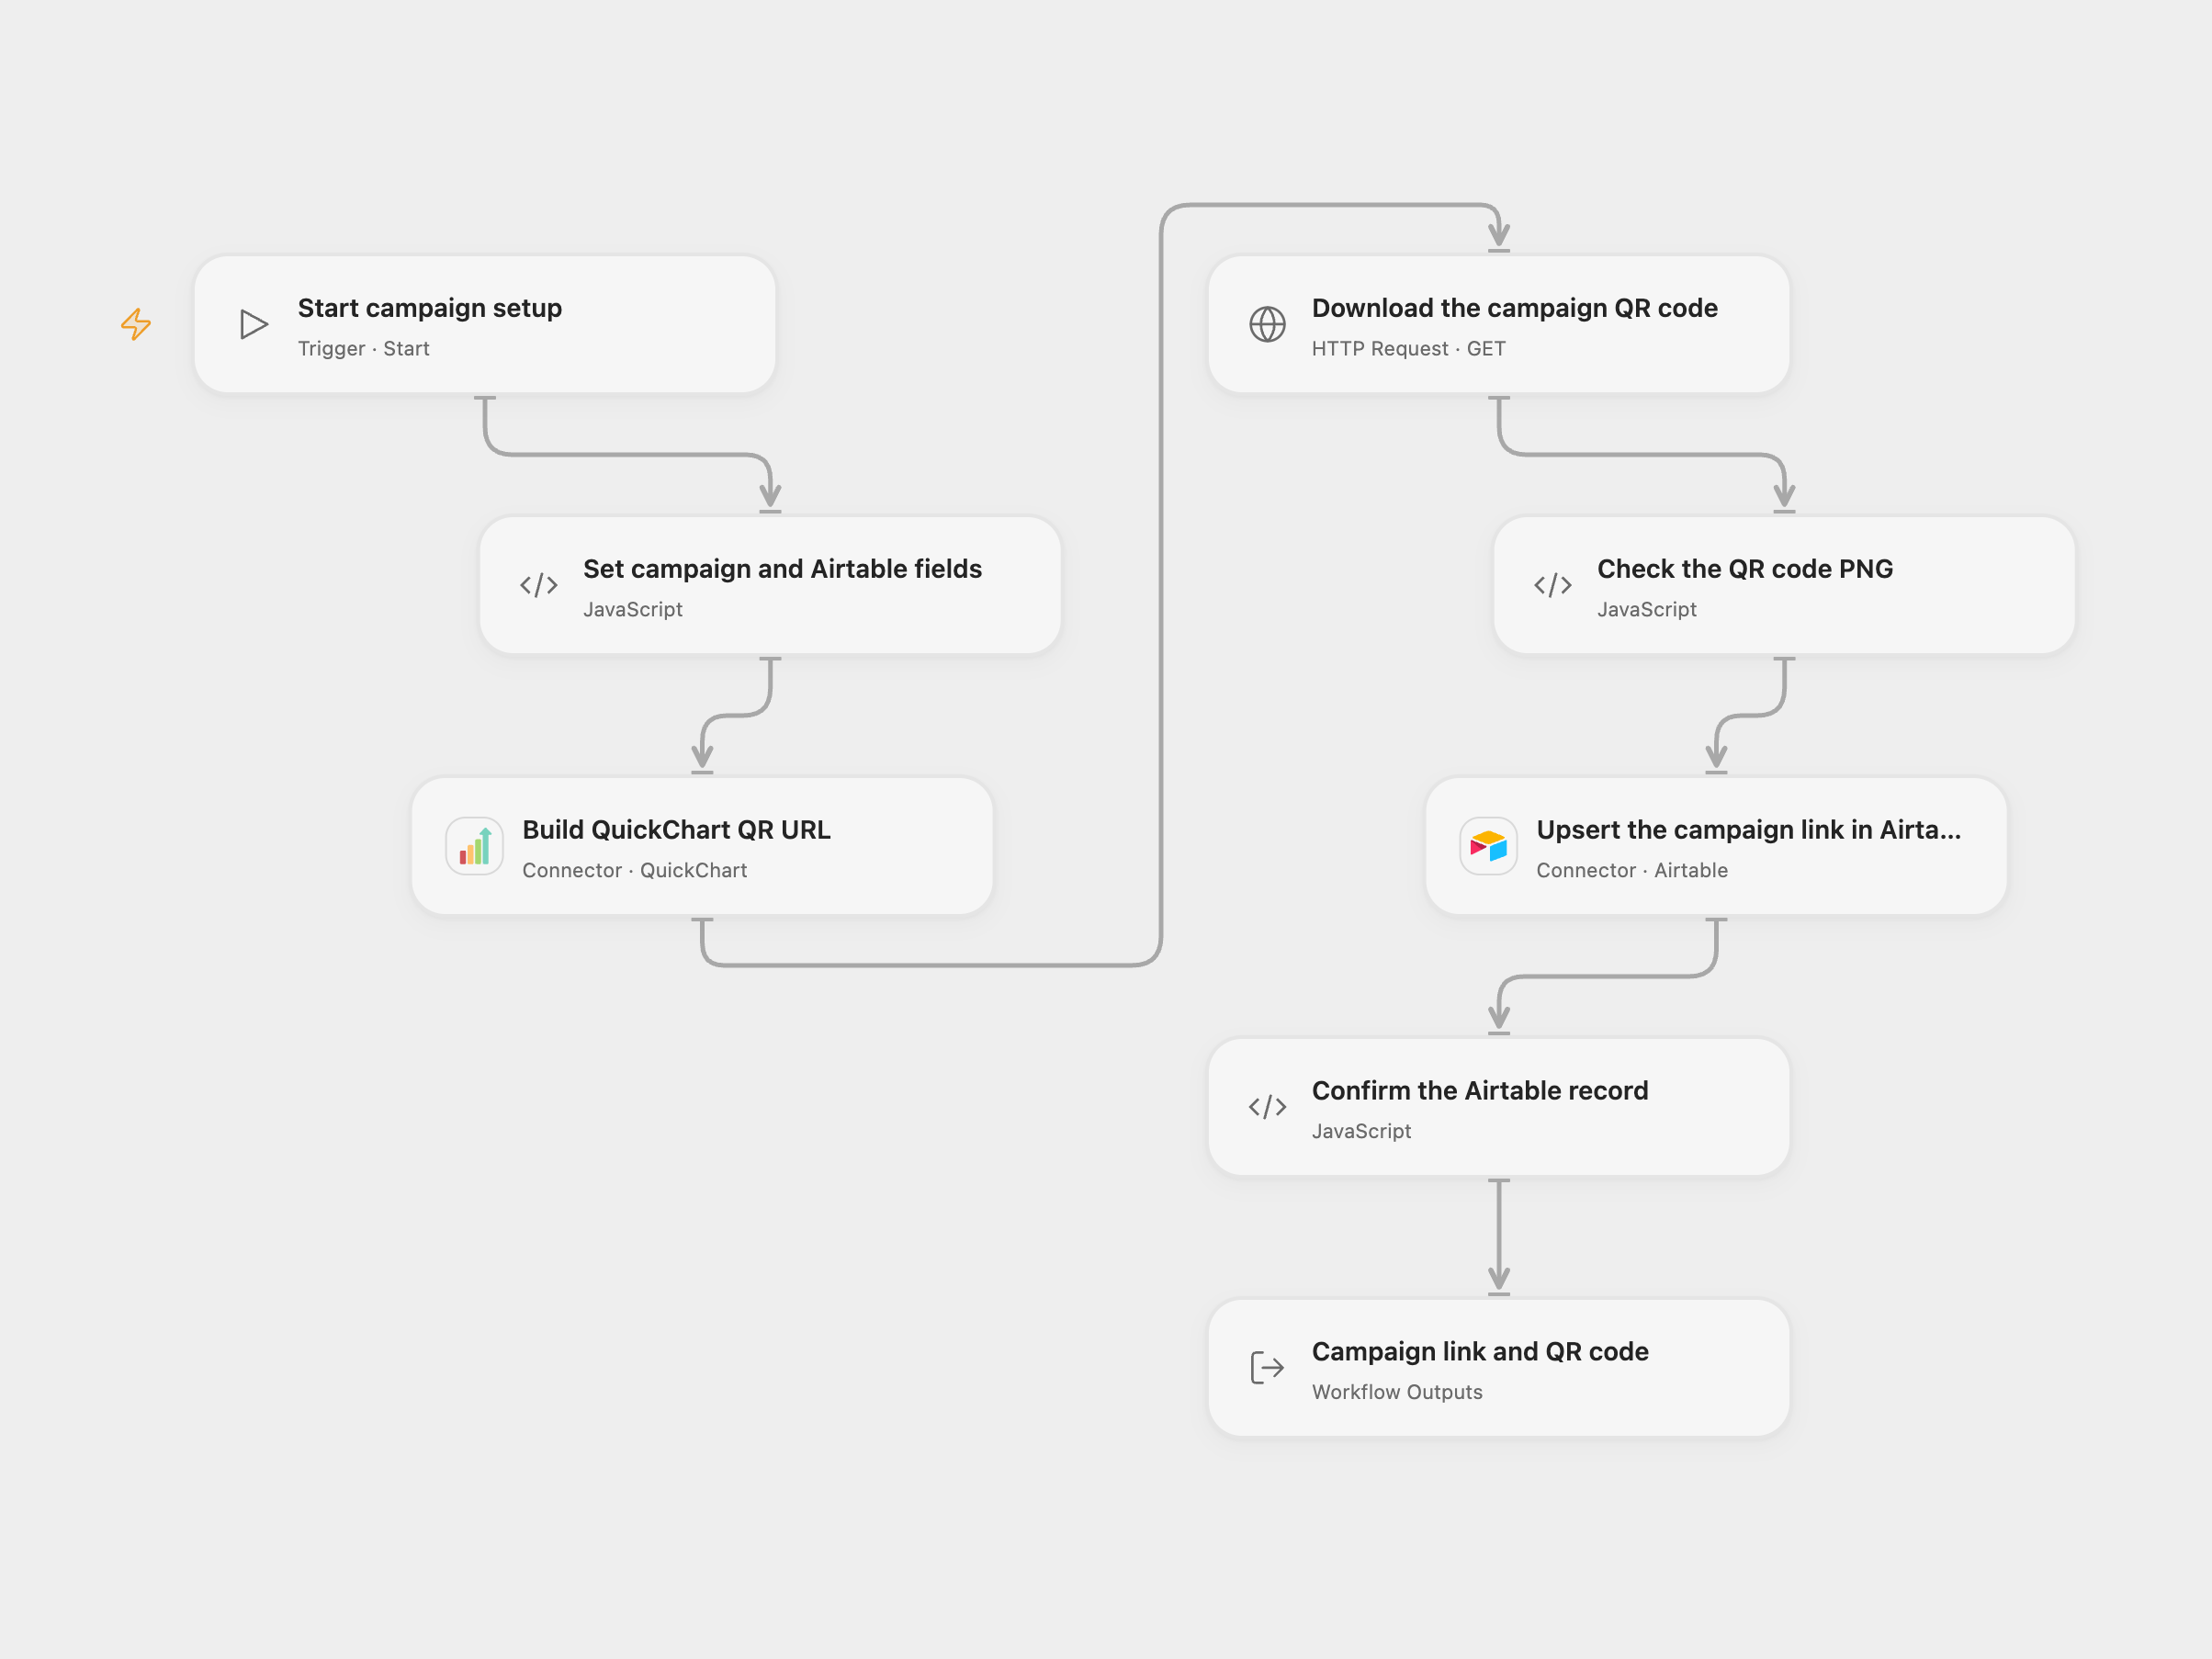 Start campaign setup
Trigger · Start
Set campaign and Airtable fields
JavaScript
Build QuickChart QR URL
Connector · QuickChart
Download the campaign QR code
HTTP Request · GET
Check the QR code PNG
JavaScript
Upsert the campaign link in Airta...
Connector · Airtable
Confirm the Airtable record
JavaScript
Campaign link and QR code
Workflow Outputs